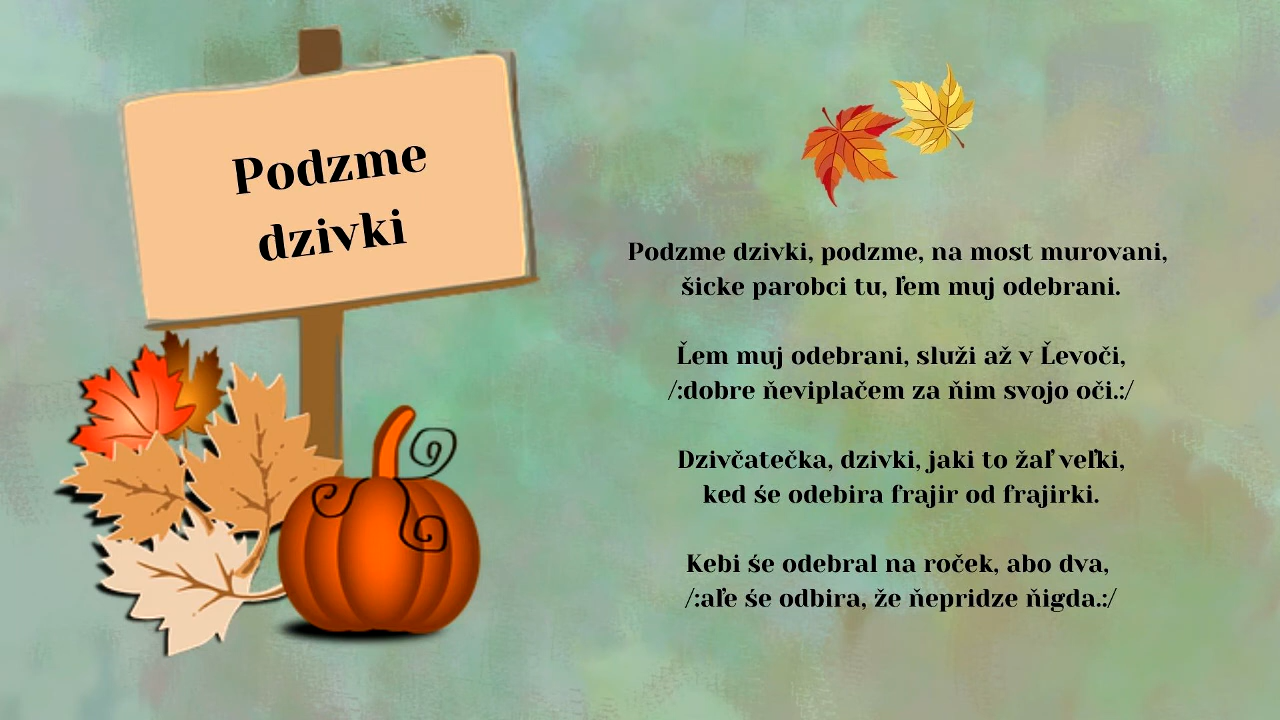 Podzme
dzivki
Podzme dzivki, podzme, na most murovani,
šicke parobci tu, ľem muj odebrani.
Ľem muj odebrani, služi až v Ľevoči,
/:dobre ňeviplačem za ňim svojo oči.:/
Dzivčatečka, dzivki, jaki to žaľ veľki,
ked śe odebira frajir od frajirki.
Kebi śe odebral na roček, abo dva,
/:aľe śe odbira, že ňepridze ňigda.:/